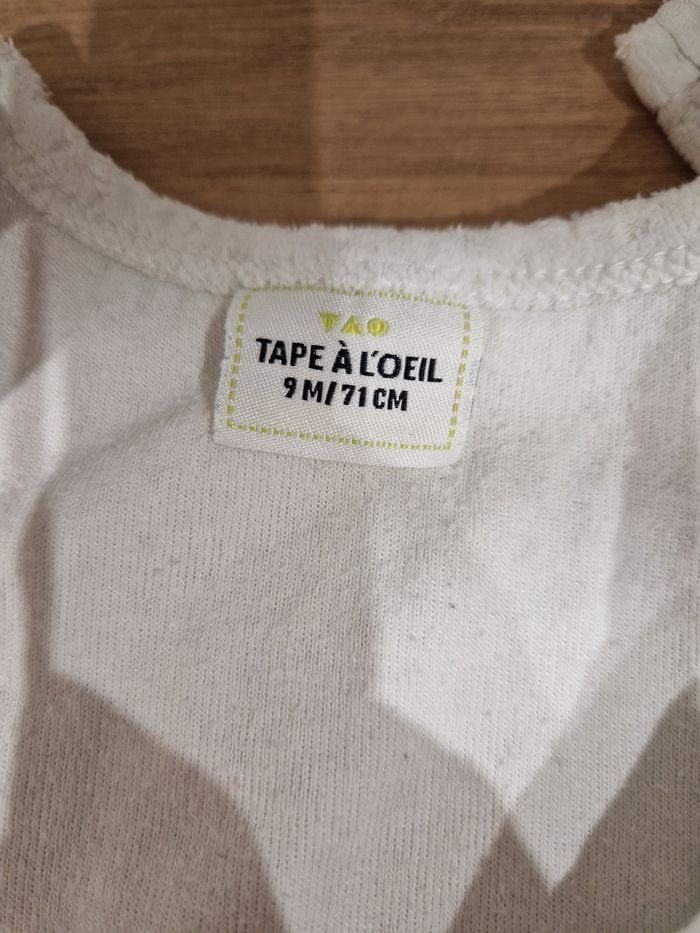 TAO
TAPE À L'OEIL
9 M/ 71 CM